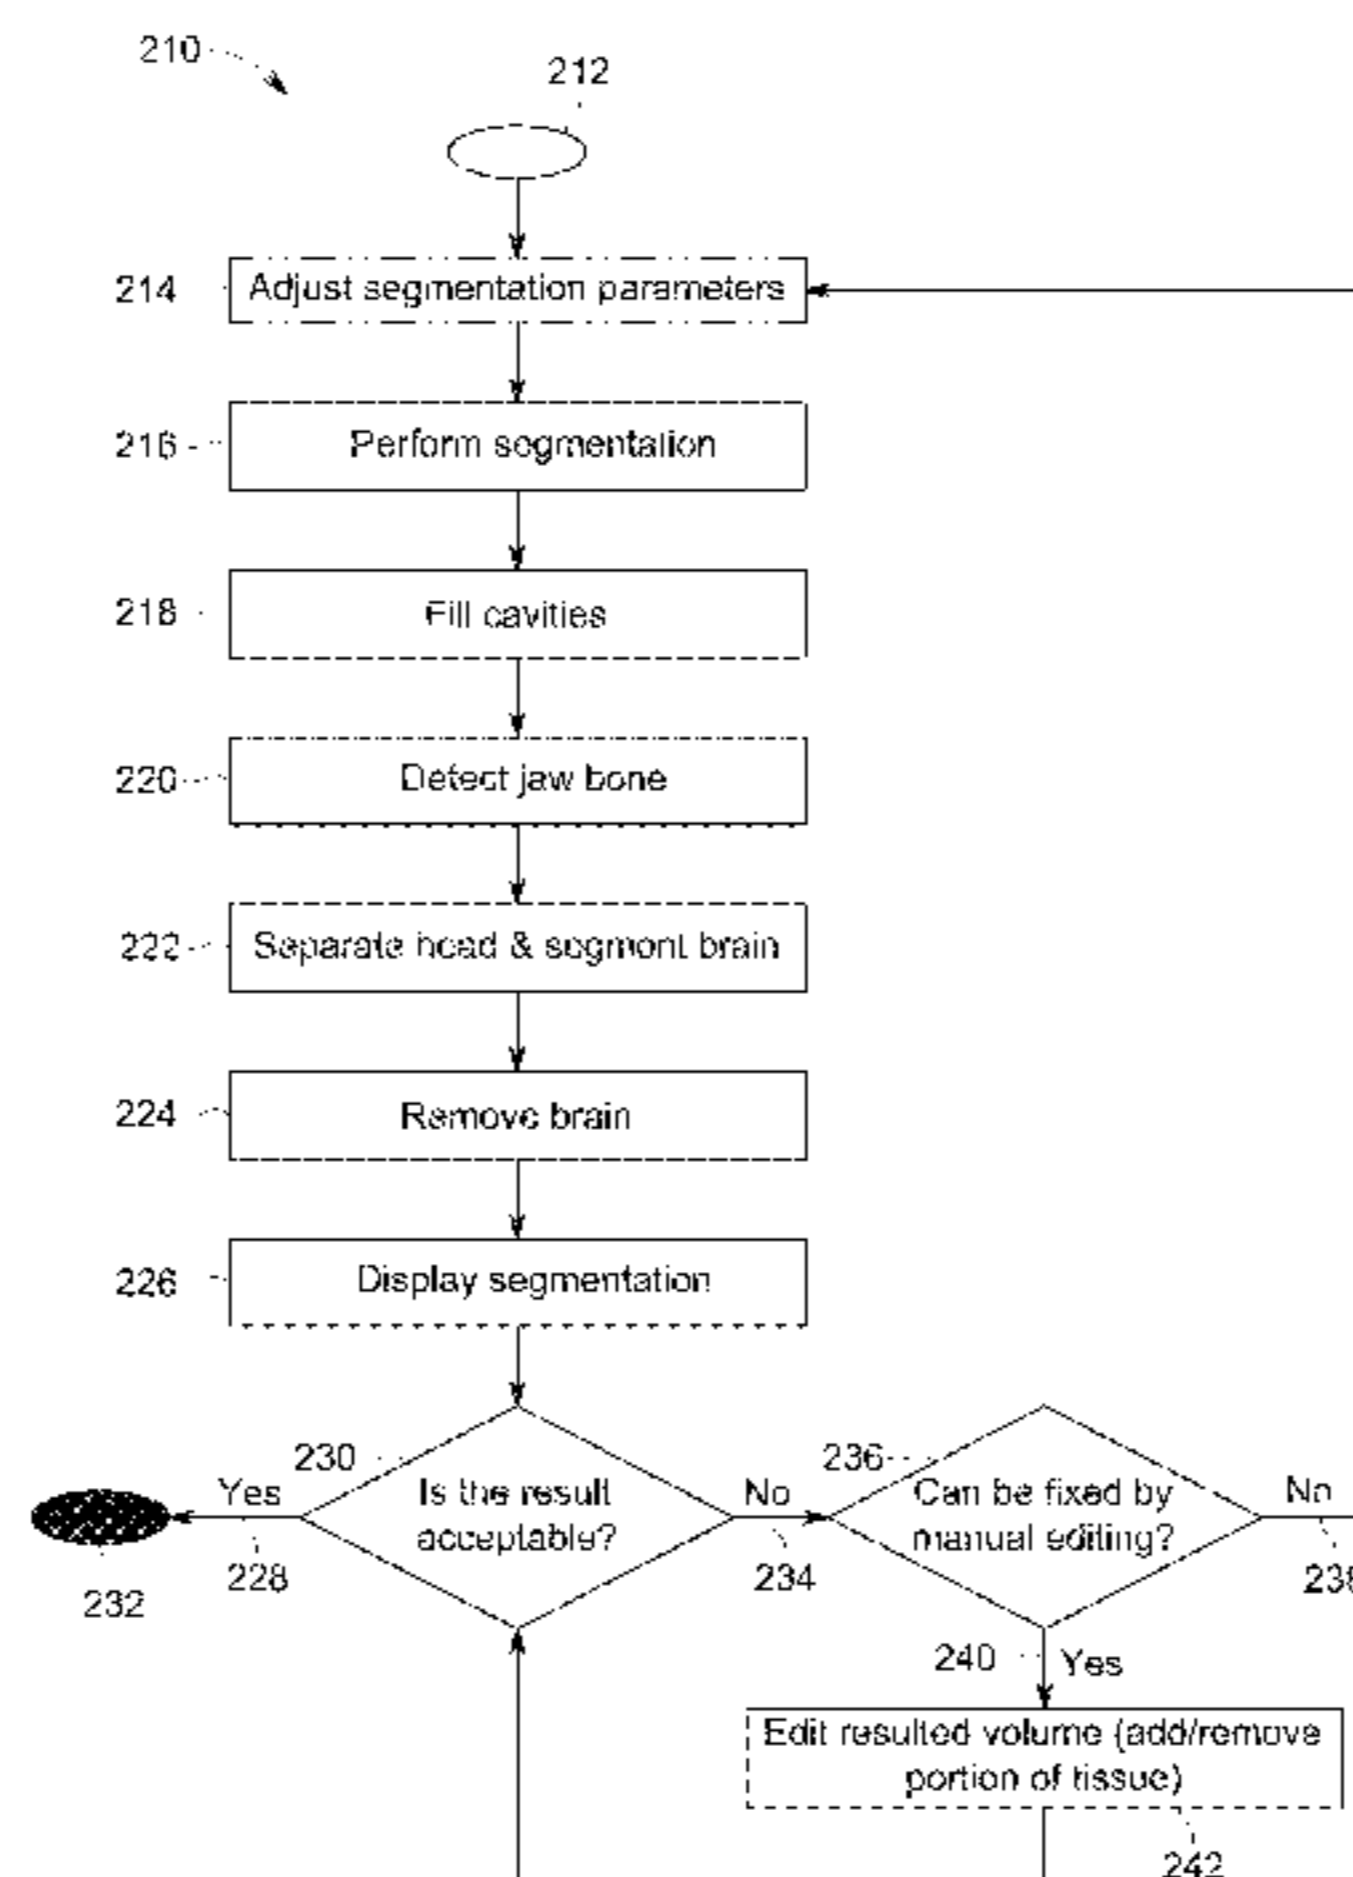 210
212
214 Adjust segmentation parameters
216 Perform segmentation
218 Fill cavities
220 Detect jaw bone
222 Separate head & segment brain
224 Remove brain
226 Display segmentation
230
236
Yes
Is the result
acceptable?
No
Can be fixed by
manual editing?
No
228
234
232
240 Yes
Edit resulted volume (add/remove
portion of tissue)
242